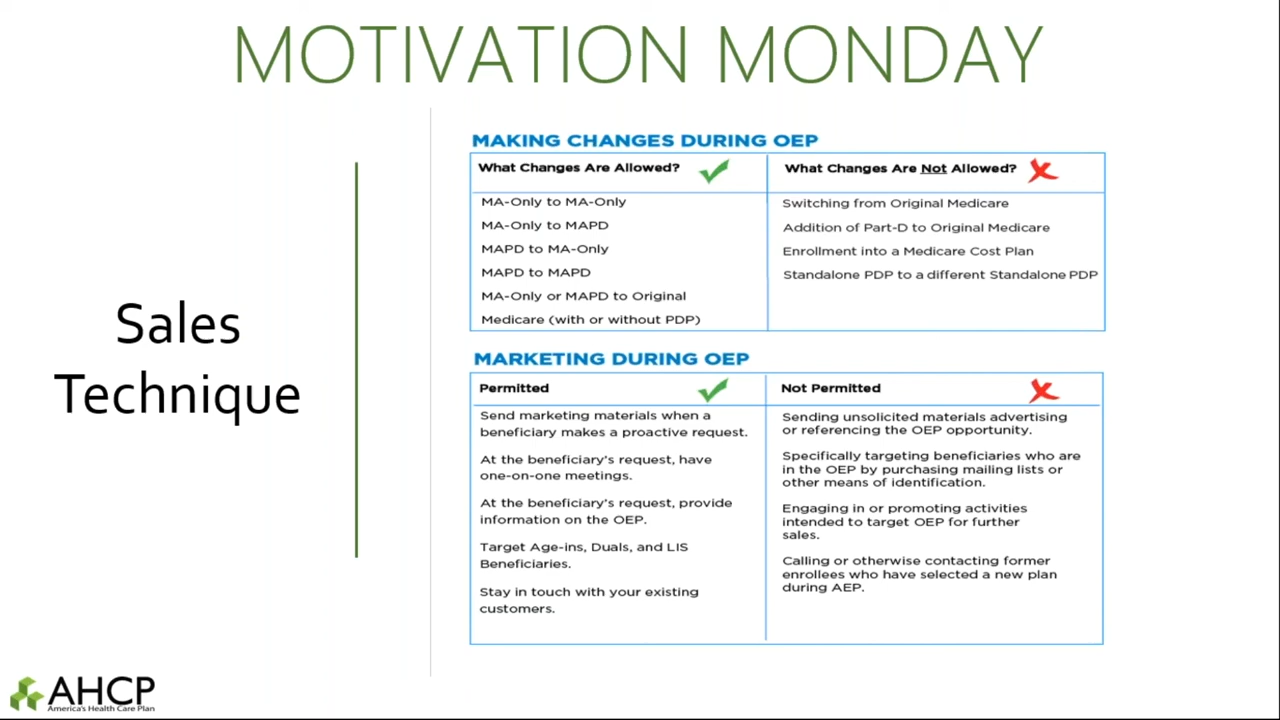 MOTIVATION MONDAY
Sales
Technique
MAKING CHANGES DURING OEP
What Changes Are Allowed?
What Changes Are Not Allowed?
MA-Only to MA-Only
MA-Only to MAPD
MAPD to MA-Only
MAPD to MAPD
MA-Only or MAPD to Original
Medicare (with or without PDP)
Switching from Original Medicare
Addition of Part-D to Original Medicare
Enrollment into a Medicare Cost Plan
Standalone PDP to a different Standalone PDP
MARKETING DURING OEP
Permitted
Not Permitted
Send marketing materials when a
beneficiary makes a proactive request.
At the beneficiary's request, have
one-on-one meetings.
At the beneficiary's request, provide
information on the OEP.
Target Age-ins, Duals, and LIS
Beneficiaries.
Stay in touch with your existing
customers.
Sending unsolicited materials advertising
or referencing the OEP opportunity.
Specifically targeting beneficiaries who are
in the OEP by purchasing mailing lists or
other means of identification.
Engaging in or promoting activities
intended to target OEP for further
sales.
Calling or otherwise contacting former
enrollees who have selected a new plan
during AEP.
AHCP
America's Health Care Plan